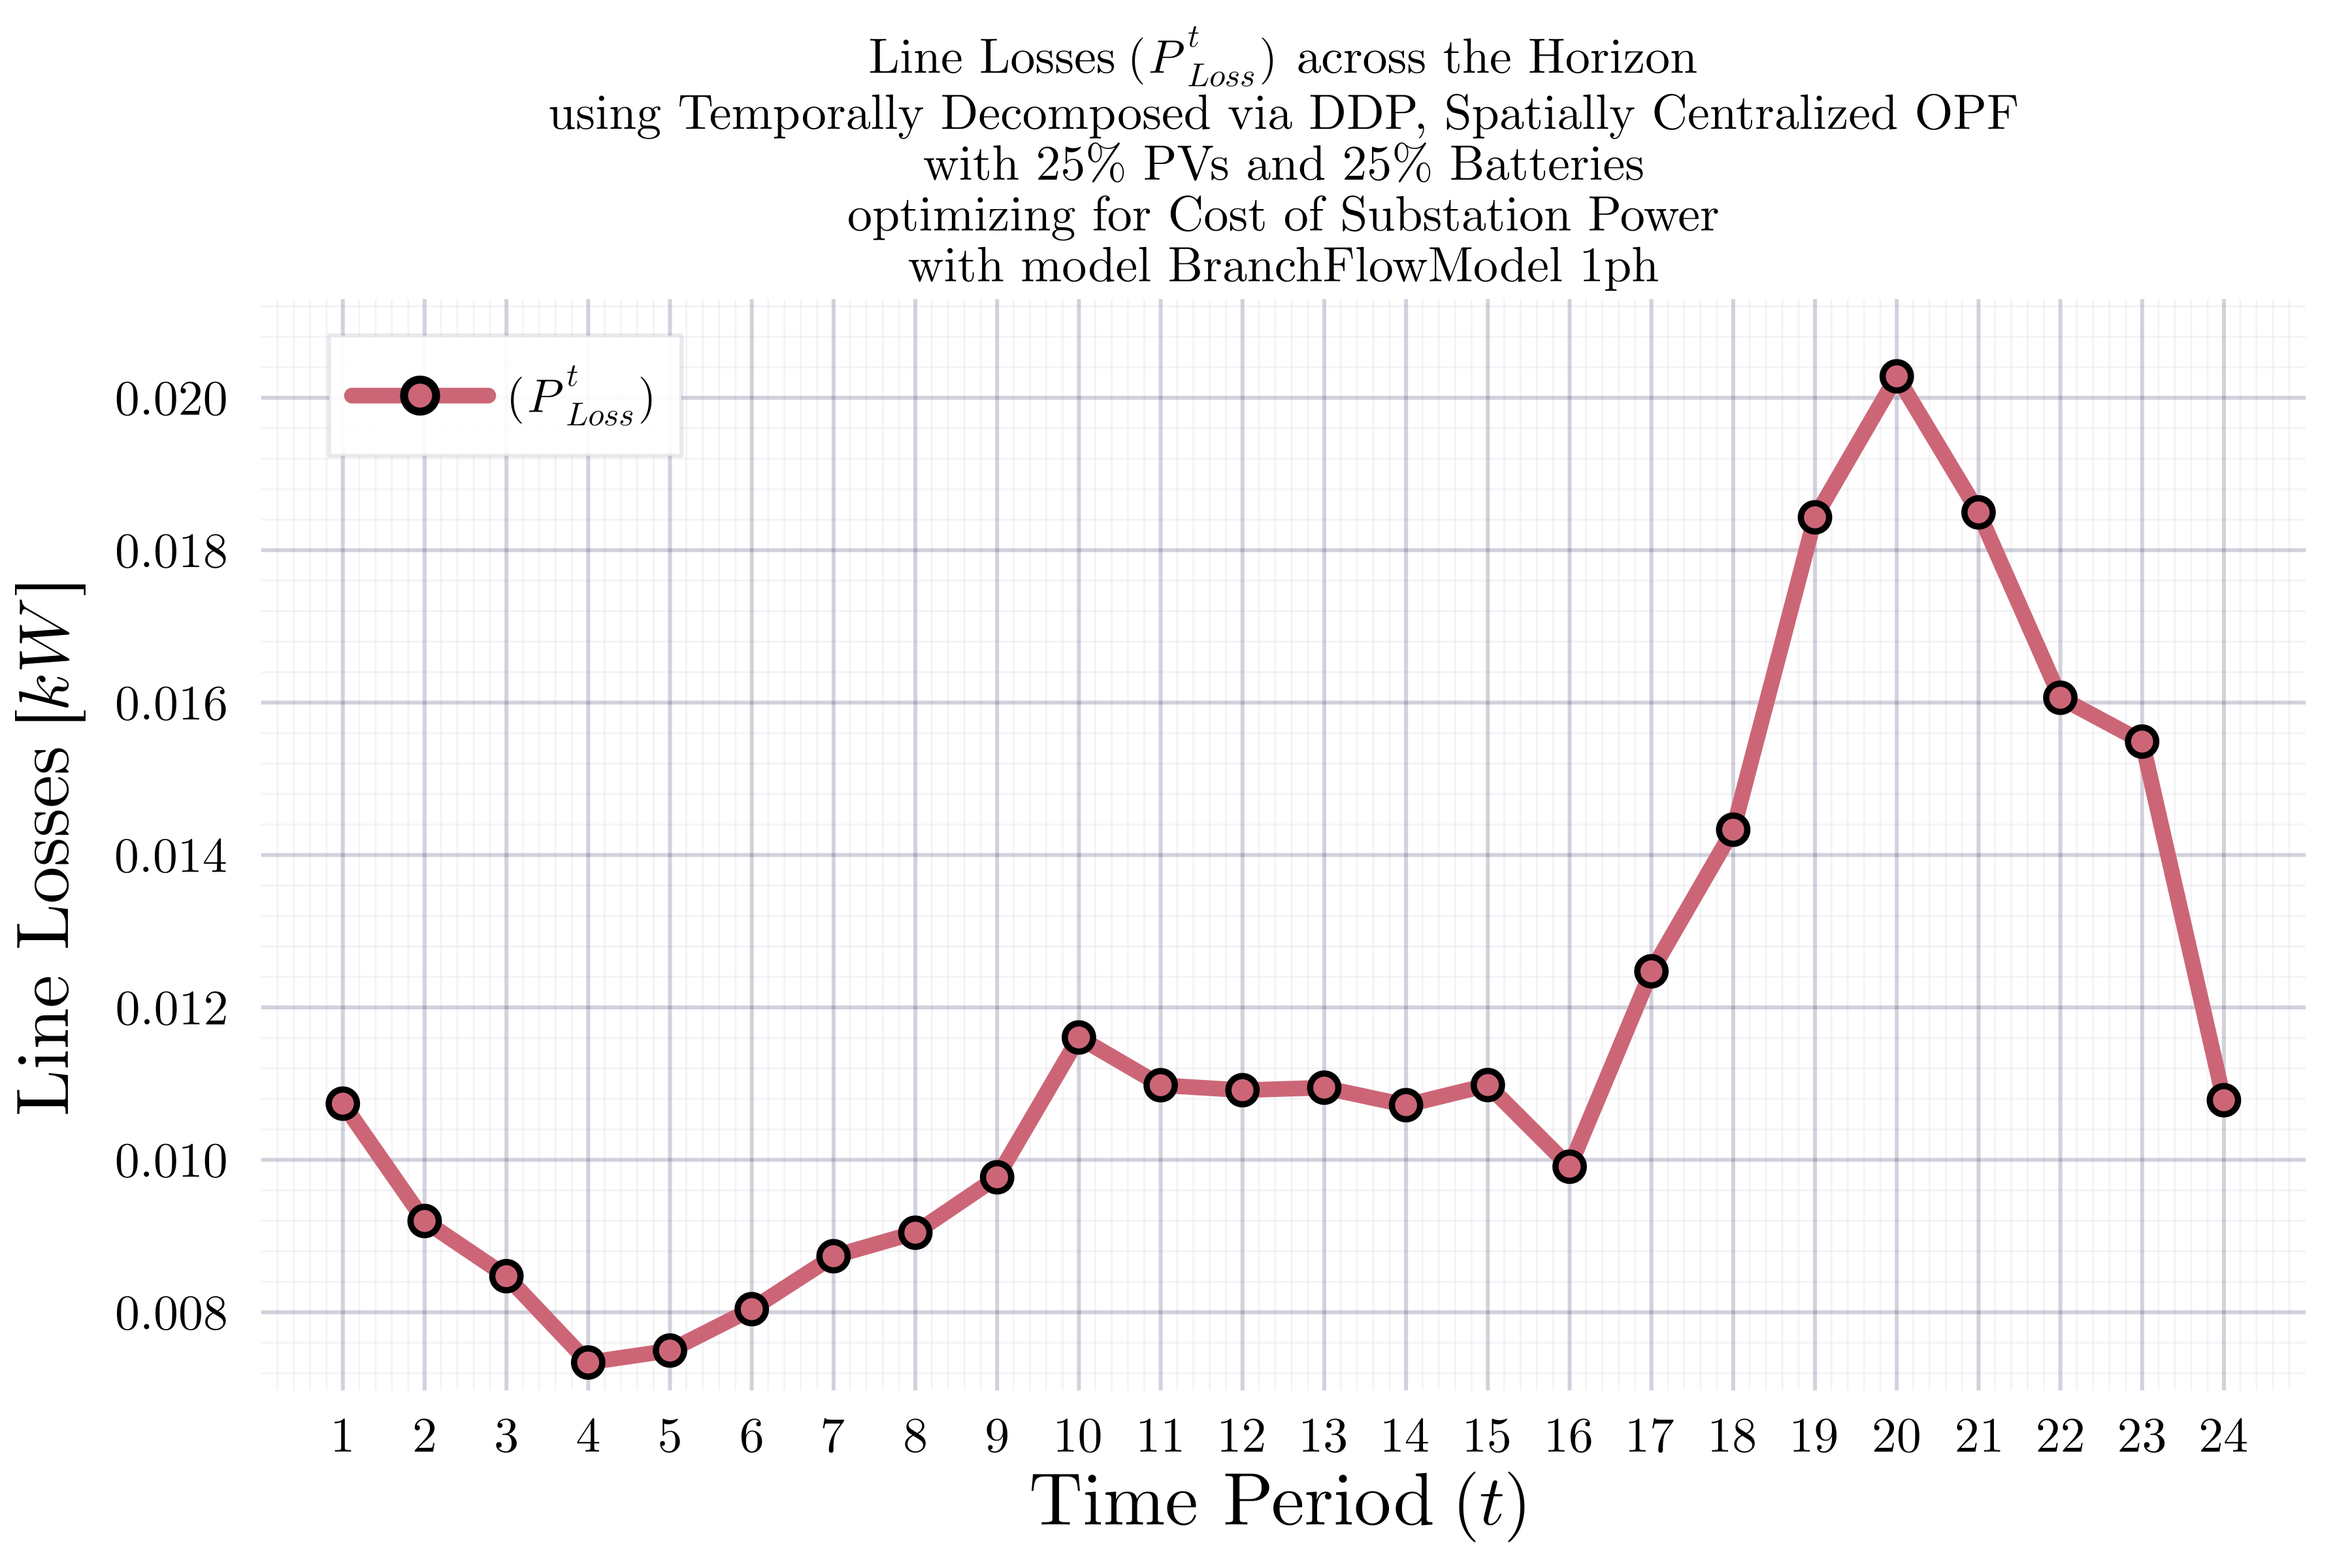 Line Losses (P^t_Loss) across the Horizon
using Temporally Decomposed via DDP, Spatially Centralized OPF
with 25% PVs and 25% Batteries
optimizing for Cost of Substation Power
with model BranchFlowModel 1ph
(P^t_Loss)
0.020
0.018
0.016
0.014
0.012
0.010
0.008
Line Losses [kW]
1 2 3 4 5 6 7 8 9 10 11 12 13 14 15 16 17 18 19 20 21 22 23 24
Time Period (t)